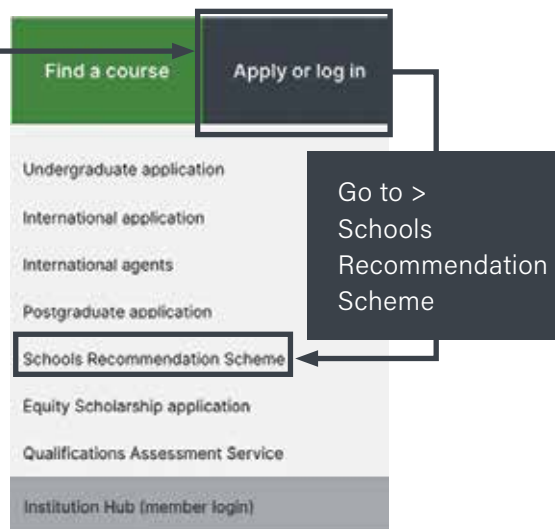 Find a course
Apply or log in
Undergraduate application
International application
International agents
Postgraduate application
Schools Recommendation Scheme
Equity Scholarship application
Qualifications Assessment Service
Institution Hub (member login)
Go to >
Schools
Recommendation
Scheme